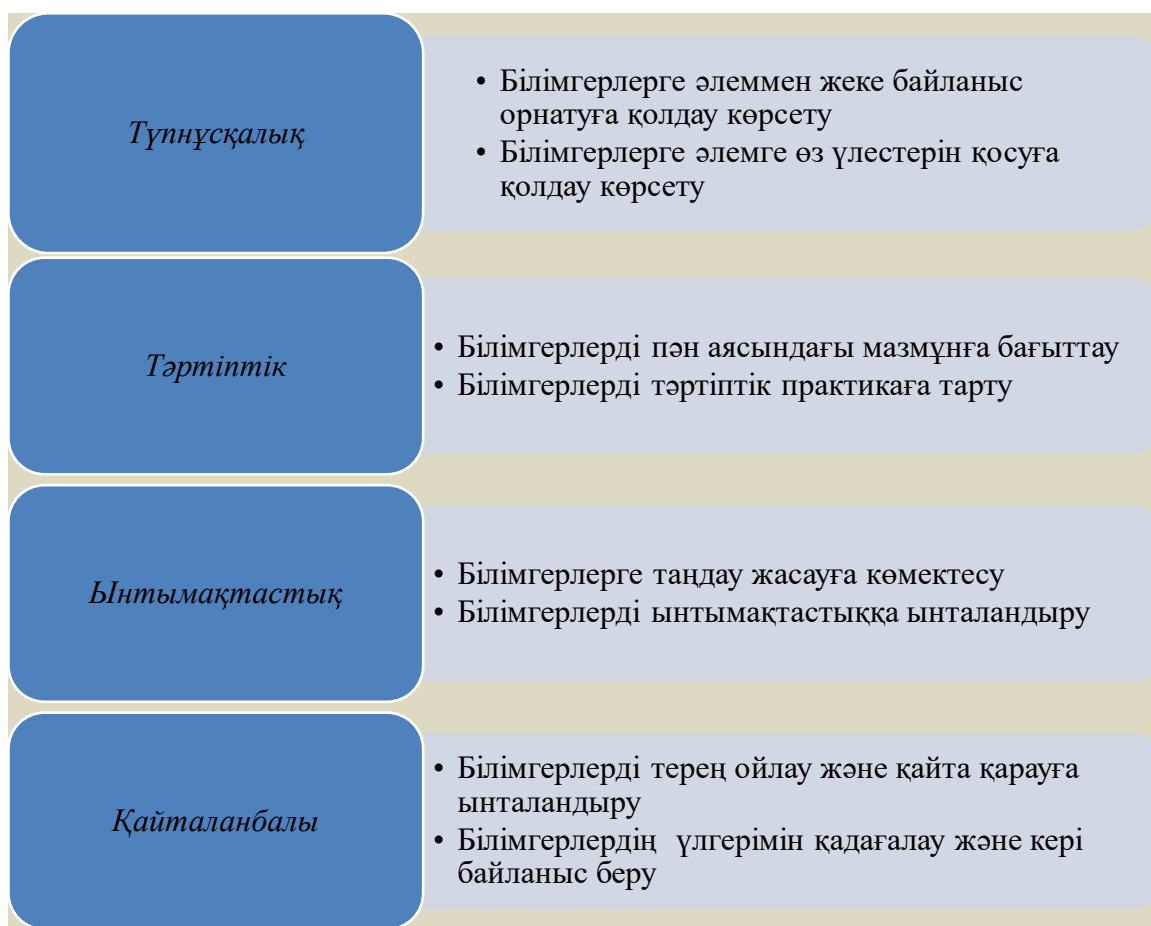 Түпнұсқалық
• Білімгерлерге әлеммен жеке байланыс
орнатуға қолдау көрсету
• Білімгерлерге әлемге өз үлестерін қосуға
қолдау көрсету
Тәртіптік
• Білімгерлерді пән аясындағы мазмұнға бағыттау
• Білімгерлерді тәртіптік практикаға тарту
Ынтымақтастық
• Білімгерлерге таңдау жасауға көмектесу
• Білімгерлерді ынтымақтастыққа ынталандыру
Қайталанбалы
• Білімгерлерді терең ойлау және қайта қарауға
ынталандыру
• Білімгерлердің үлгерімін қадағалау және кері
байланыс беру